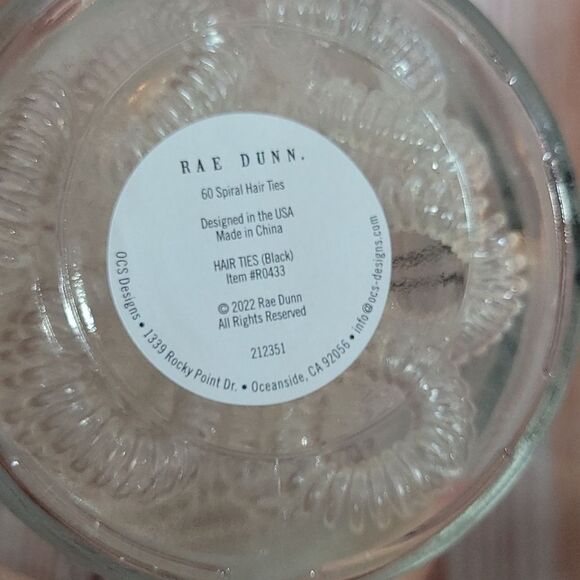 RAE DUNN.
60 Spiral Hair Ties
Designed in the USA
Made in China
HAIR TIES (Black)
Item #R0433
© 2022 Rae Dunn
All Rights Reserved
212351
OCS Designs • 1339 Rocky Point Dr. • Oceanside, CA 92056 • info@ocs-designs.com